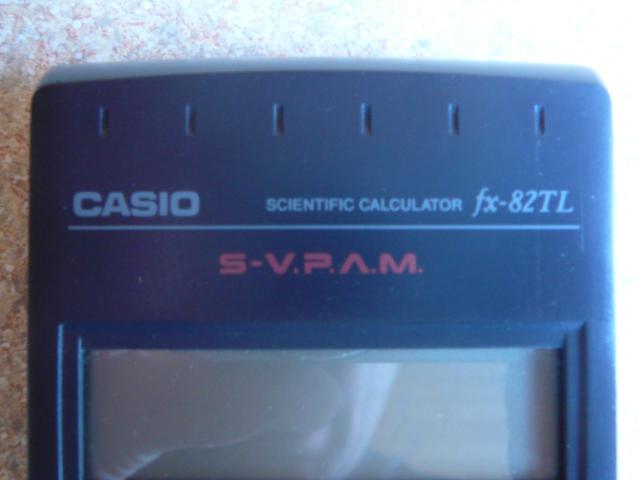 CASIO SCIENTIFIC CALCULATOR fx-82TL
S-V.P.A.M.